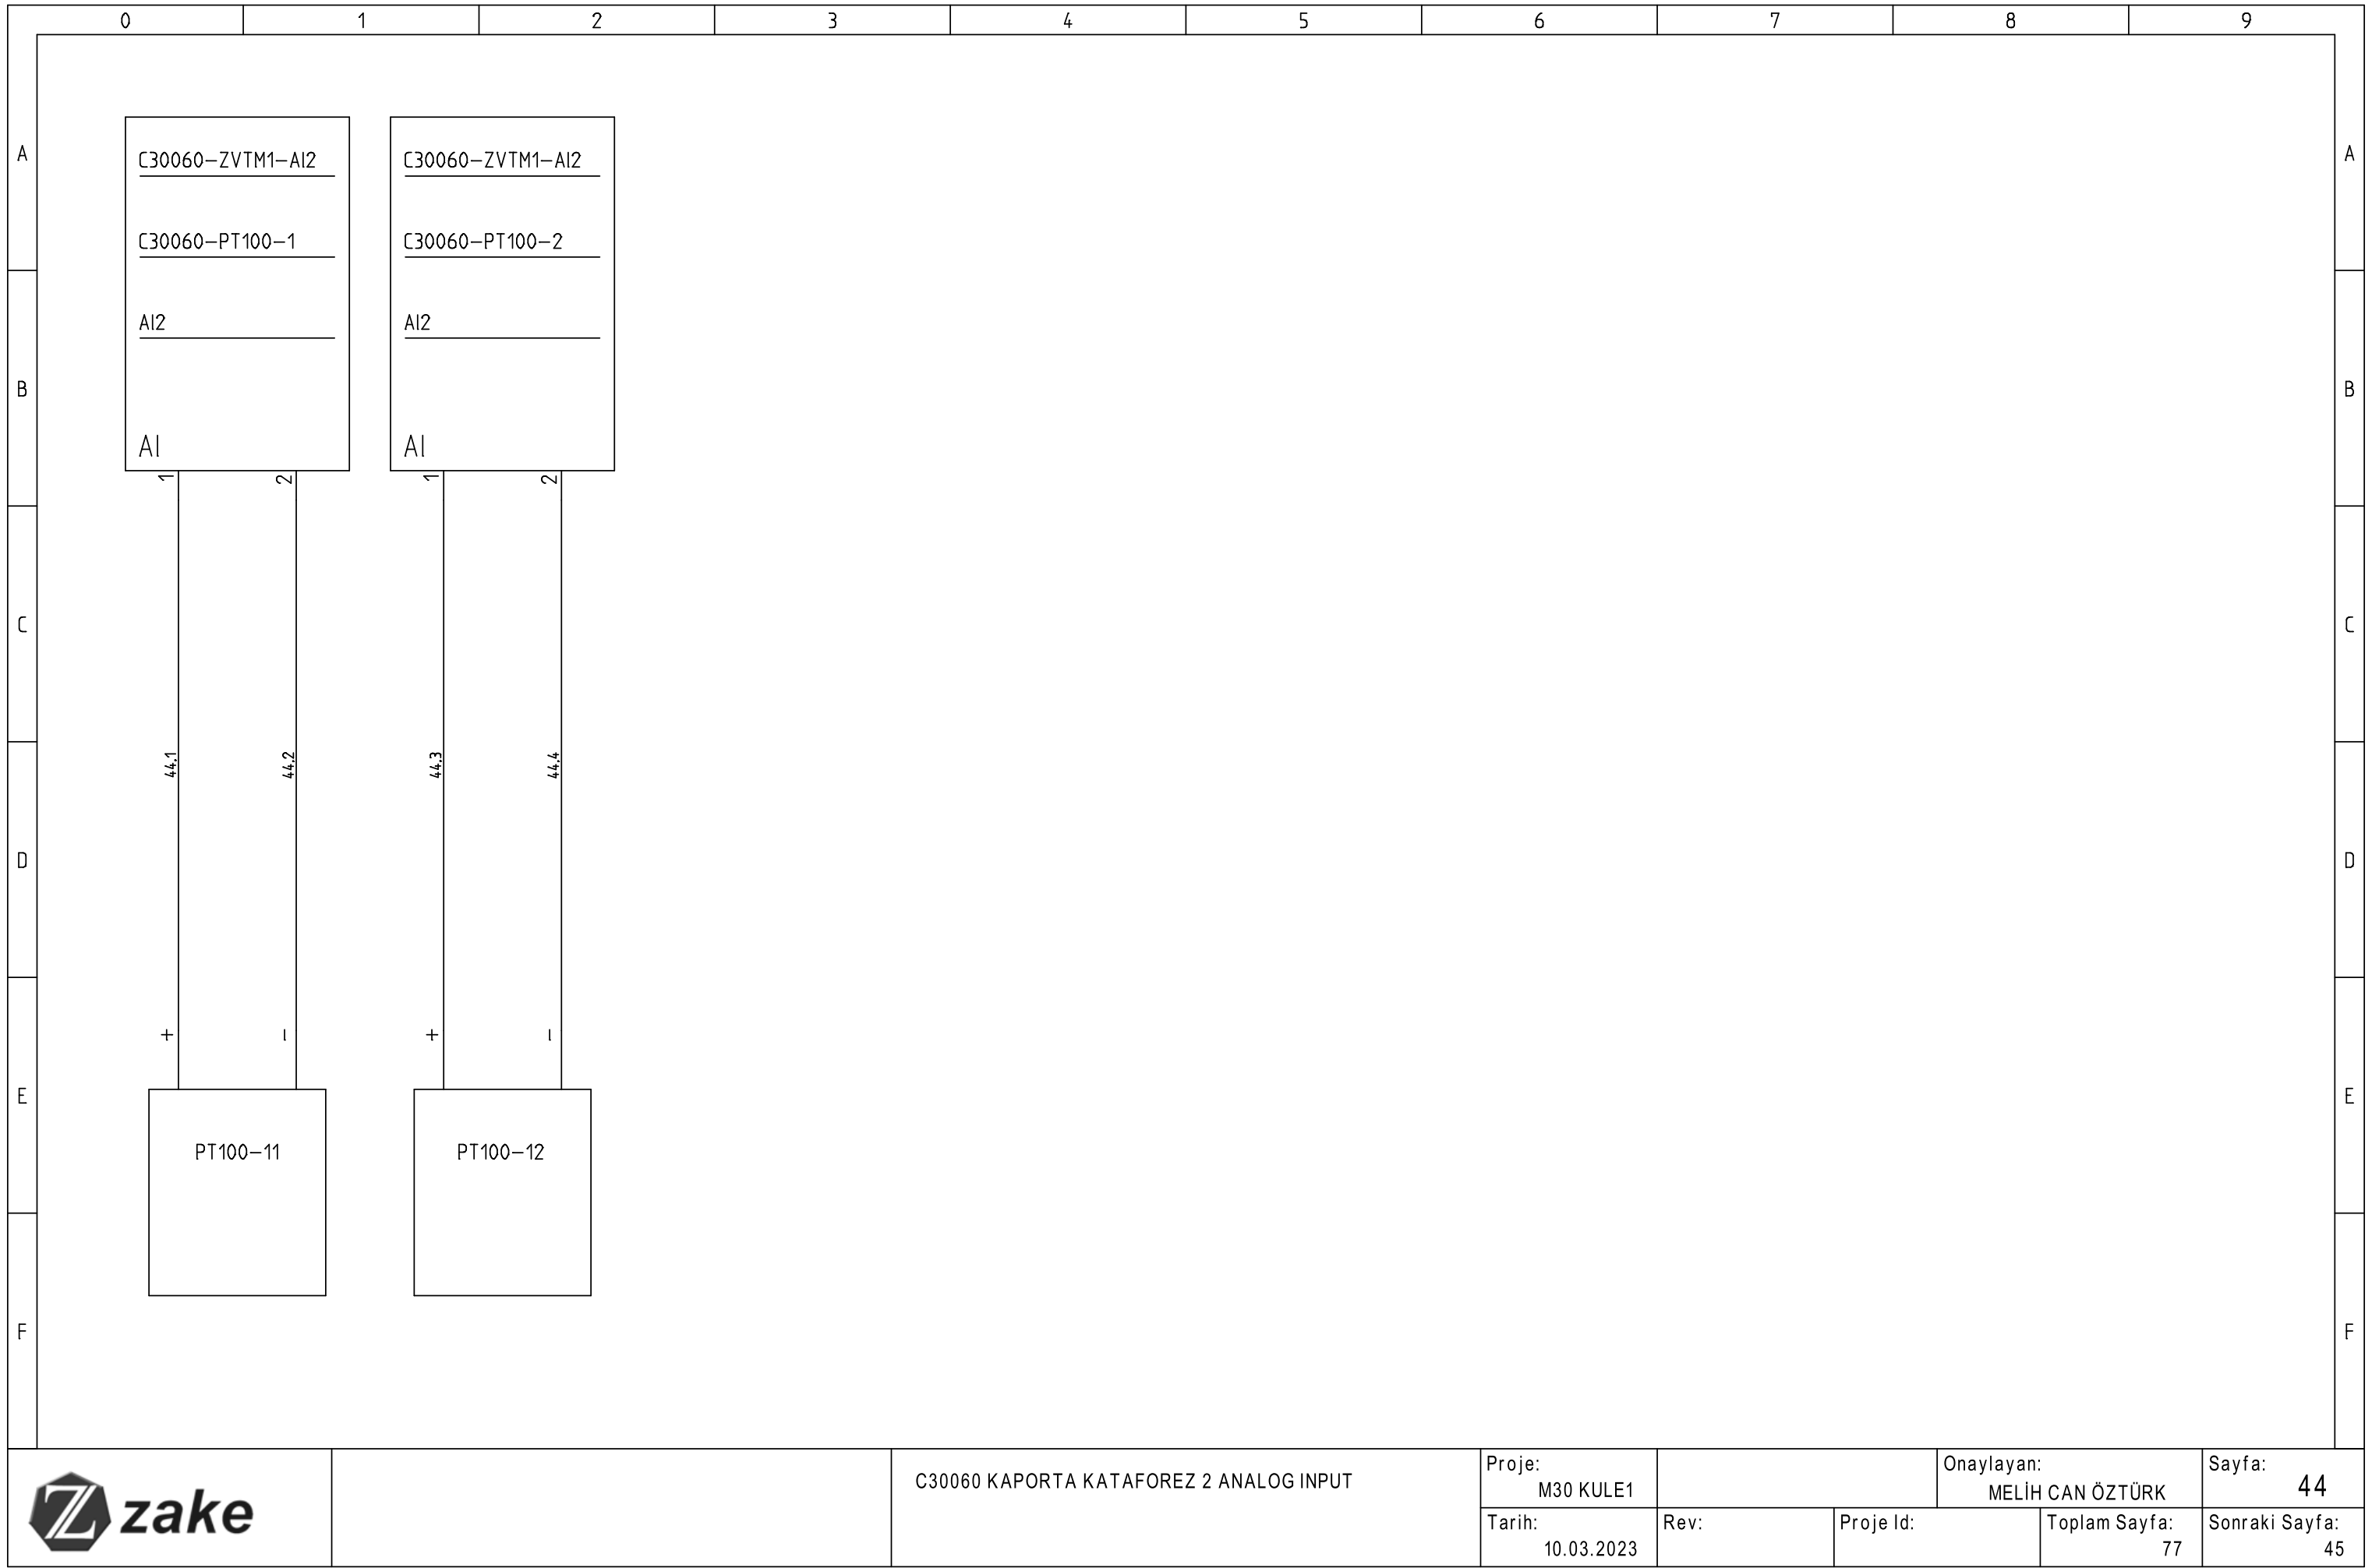 0 1 2 3 4 5 6 7 8 9
A A
C30060-ZVTM1-AI2 C30060-ZVTM1-AI2
C30060-PT100-1 C30060-PT100-2
AI2 AI2
B B
AI AI
1 2 1 2
C C
44.1 44.2 44.3 44.4
D D
+ - + -
E E
PT100-11 PT100-12
F F
zake
C30060 KAPORTA KATAFOREZ 2 ANALOG INPUT
Proje:
M30 KULE1
Onaylayan:
MELİH CAN ÖZTÜRK
Sayfa:
44
Tarih:
10.03.2023
Rev:
Proje Id:
Toplam Sayfa:
77
Sonraki Sayfa:
45